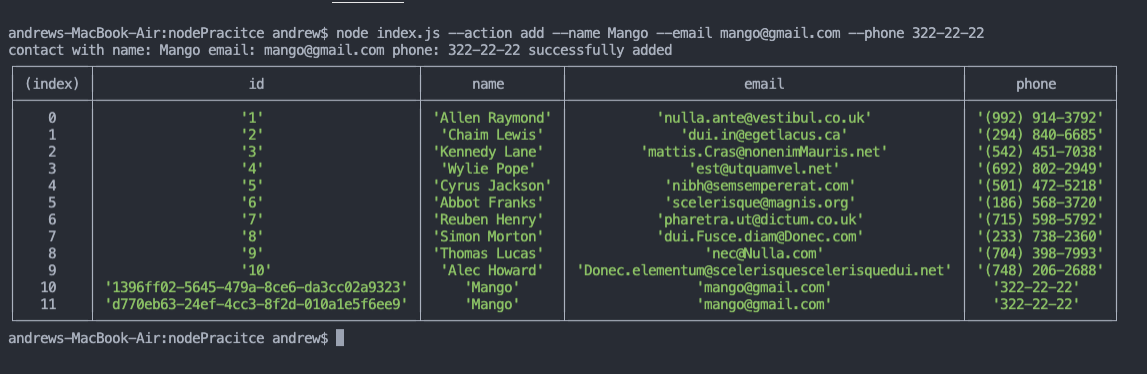 andrews-MacBook-Air:nodePracitce andrew$ node index.js --action add --name Mango --email mango@gmail.com --phone 322-22-22
contact with name: Mango email: mango@gmail.com phone: 322-22-22 successfully added
(index) id name email phone
0 '1' 'Allen Raymond' 'nulla.ante@vestibul.co.uk' '(992) 914-3792'
1 '2' 'Chaim Lewis' 'dui.in@egetlacus.ca' '(294) 840-6685'
2 '3' 'Kennedy Lane' 'mattis.Cras@nonenimMauris.net' '(542) 451-7038'
3 '4' 'Wylie Pope' 'est@utquamvel.net' '(692) 802-2949'
4 '5' 'Cyrus Jackson' 'nibh@semsempererat.com' '(501) 472-5218'
5 '6' 'Abbot Franks' 'scelerisque@magnis.org' '(186) 568-3720'
6 '7' 'Reuben Henry' 'pharetra.ut@dictum.co.uk' '(715) 598-5792'
7 '8' 'Simon Morton' 'dui.Fusce.diam@Donec.com' '(233) 738-2360'
8 '9' 'Thomas Lucas' 'nec@Nulla.com' '(704) 398-7993'
9 '10' 'Alec Howard' 'Donec.elementum@scelerisquescelerisquedui.net' '(748) 206-2688'
10 '1396ff02-5645-479a-8ce6-da3cc02a9323' 'Mango' 'mango@gmail.com' '322-22-22'
11 'd770eb63-24ef-4cc3-8f2d-010a1e5f6ee9' 'Mango' 'mango@gmail.com' '322-22-22'
andrews-MacBook-Air:nodePracitce andrew$